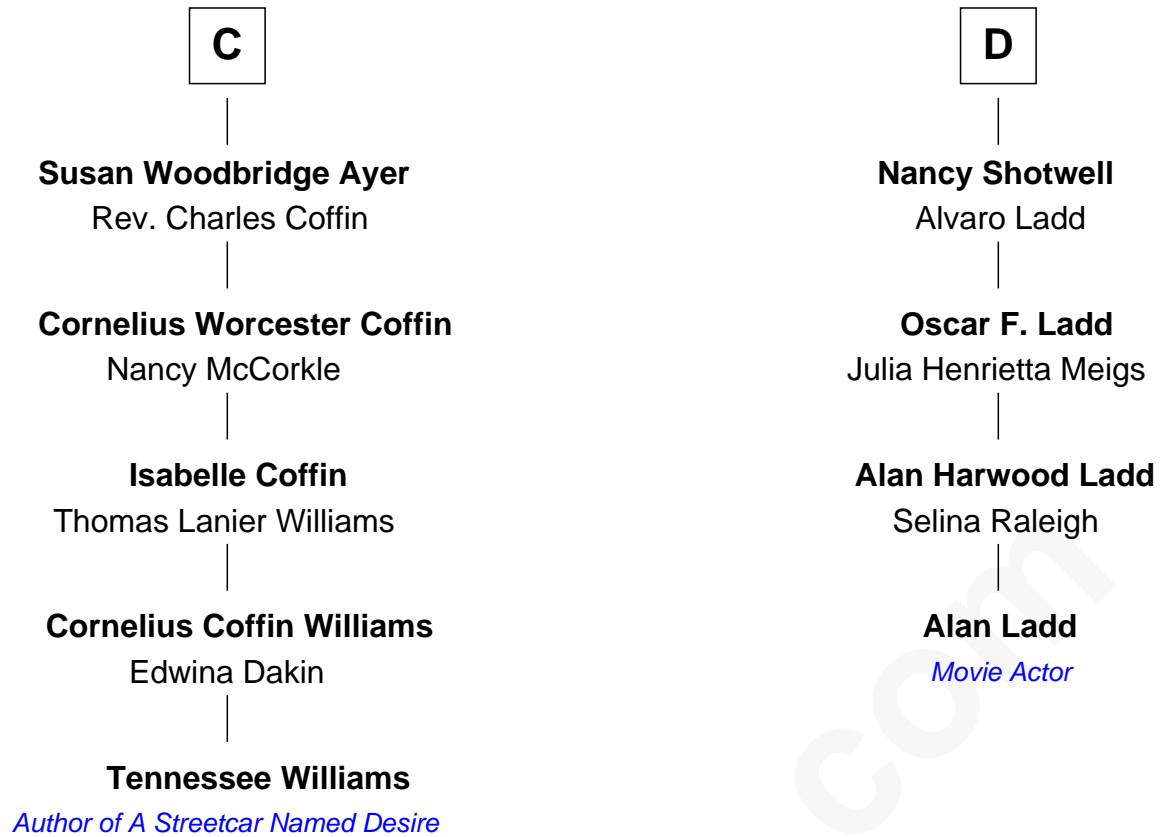 C
Susan Woodbridge Ayer
Rev. Charles Coffin
Cornelius Worcester Coffin
Nancy McCorkle
Isabelle Coffin
Thomas Lanier Williams
Cornelius Coffin Williams
Edwina Dakin
Tennessee Williams
Author of A Streetcar Named Desire
D
Nancy Shotwell
Alvaro Ladd
Oscar F. Ladd
Julia Henrietta Meigs
Alan Harwood Ladd
Selina Raleigh
Alan Ladd
Movie Actor
com